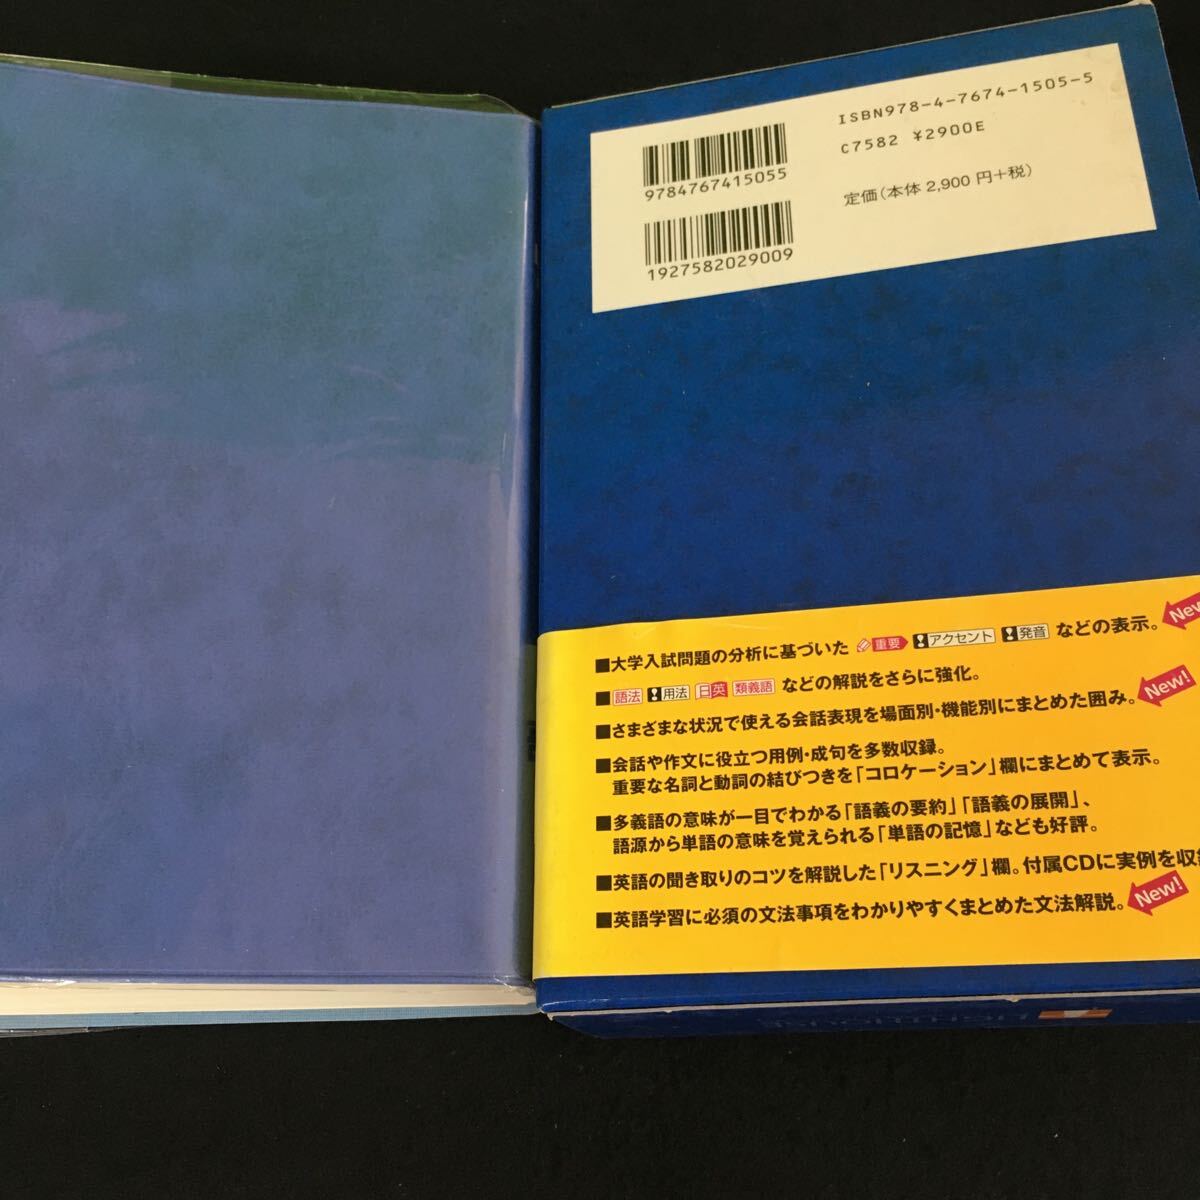 ISBN978-4-7674-1505-5
C7582 ¥2900E
定価(本体 2,900 円+税)
9784767415055
1927582029009
■大学入試問題の分析に基づいた 重要 アクセント 発音 などの表示。 New
■語法 用法 日英 類義語 などの解説をさらに強化。
■さまざまな状況で使える会話表現を場面別・機能別にまとめた囲み。 New!
■会話や作文に役立つ用例・成句を多数収録。
重要な名詞と動詞の結びつきを「コロケーション」欄にまとめて表示。
■多義語の意味が一目でわかる「語義の要約」「語義の展開」、
語源から単語の意味を覚えられる「単語の記憶」なども好評。
■英語の聞き取りのコツを解説した「リスニング」欄。付属CDに実例を収
■英語学習に必須の文法事項をわかりやすくまとめた文法解説。 New!